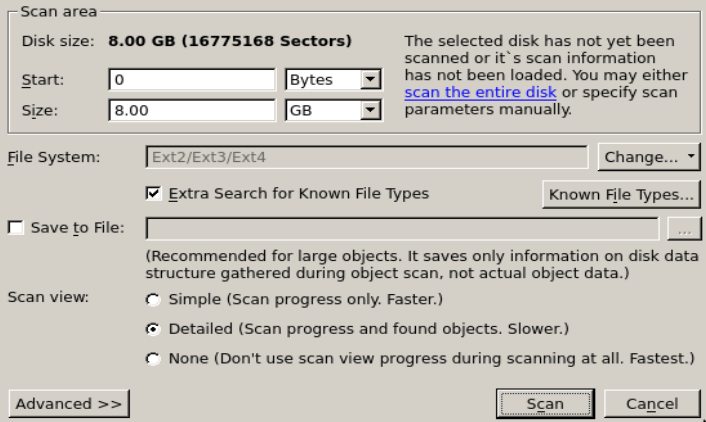 Scan area
Disk size: 8.00 GB (16775168 Sectors)
Start: 0 Bytes
Size: 8.00 GB
The selected disk has not yet been
scanned or it`s scan information
has not been loaded. You may either
scan the entire disk or specify scan
parameters manually.
File System: Ext2/Ext3/Ext4 Change...
Extra Search for Known File Types Known File Types...
Save to File: ...
(Recommended for large objects. It saves only information on disk data
structure gathered during object scan, not actual object data.)
Scan view: Simple (Scan progress only. Faster.)
Detailed (Scan progress and found objects. Slower.)
None (Don't use scan view progress during scanning at all. Fastest.)
Advanced >> Scan Cancel